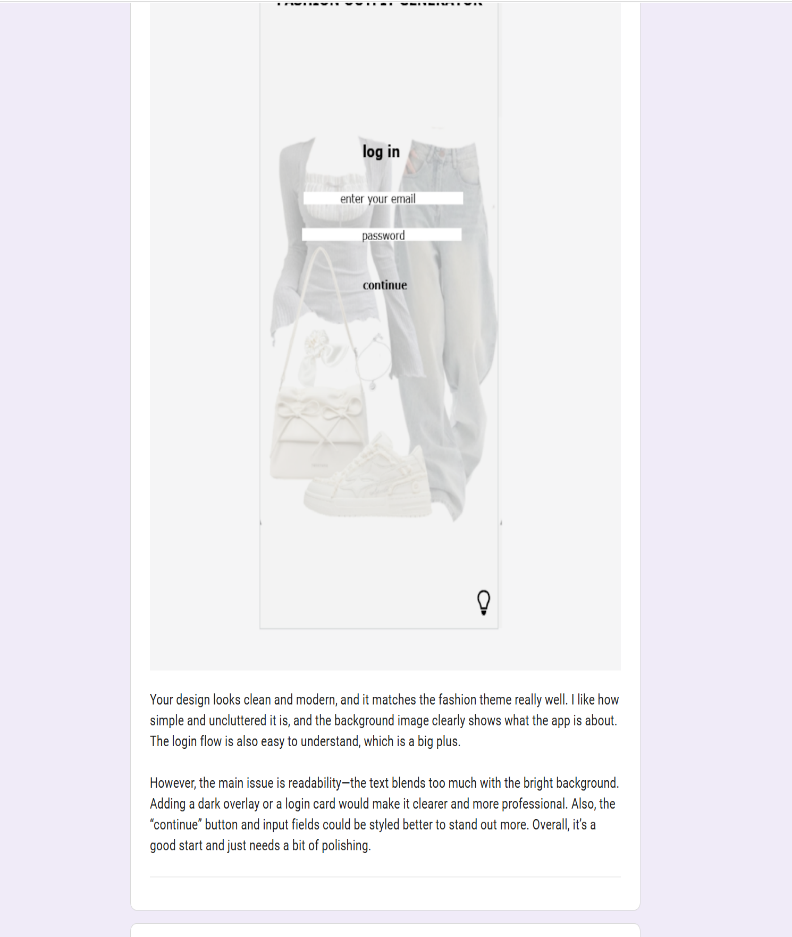 FASHION OUTFIT GENERATOR
log in
enter your email
password
continue
Your design looks clean and modern, and it matches the fashion theme really well. I like how
simple and uncluttered it is, and the background image clearly shows what the app is about.
The login flow is also easy to understand, which is a big plus.
However, the main issue is readability—the text blends too much with the bright background.
Adding a dark overlay or a login card would make it clearer and more professional. Also, the
“continue” button and input fields could be styled better to stand out more. Overall, it’s a
good start and just needs a bit of polishing.